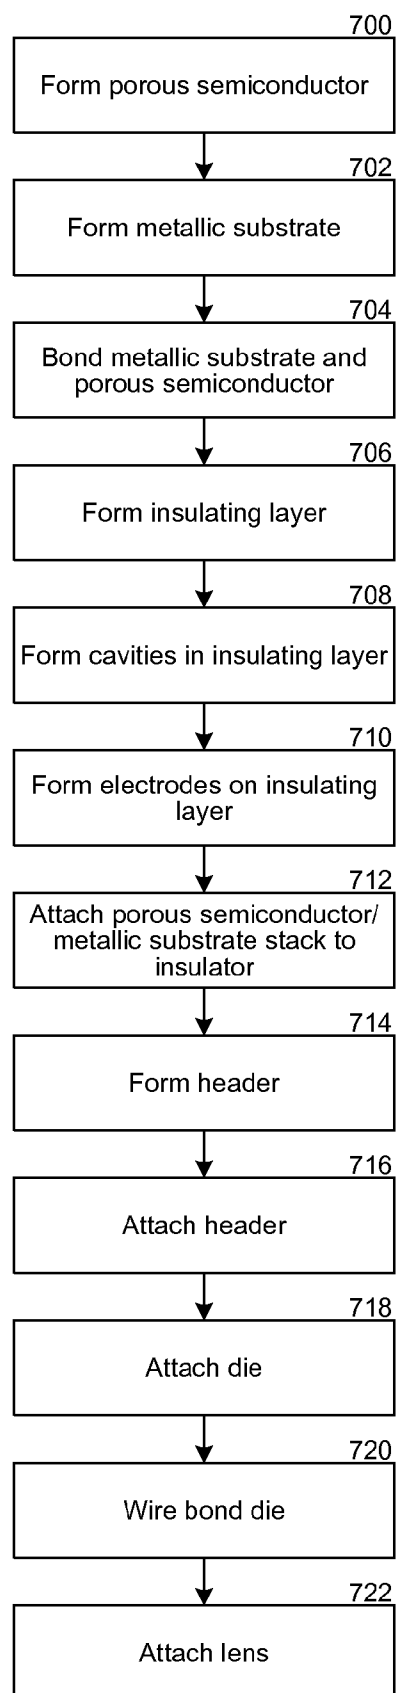 700
Form porous semiconductor
702
Form metallic substrate
704
Bond metallic substrate and
porous semiconductor
706
Form insulating layer
708
Form cavities in insulating layer
710
Form electrodes on insulating
layer
712
Attach porous semiconductor/
metallic substrate stack to
insulator
714
Form header
716
Attach header
718
Attach die
720
Wire bond die
722
Attach lens